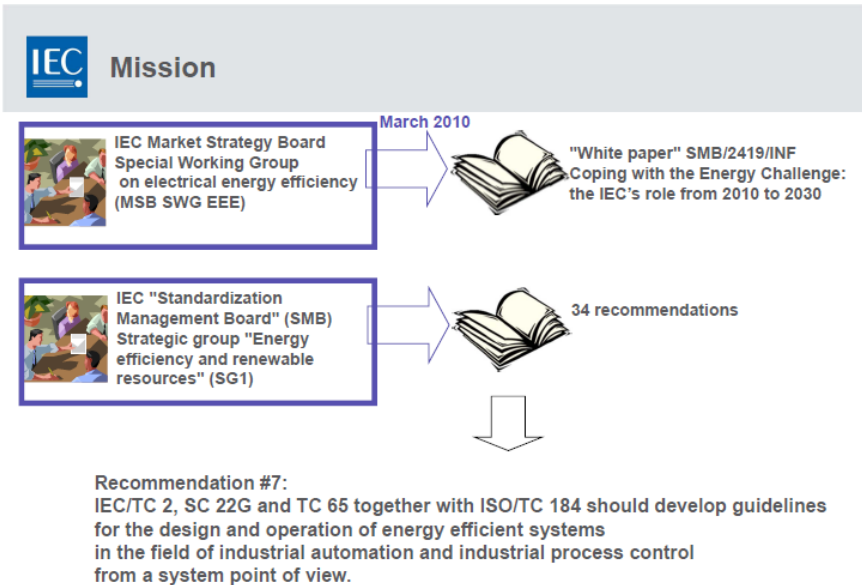 IEC
Mission
March 2010
IEC Market Strategy Board
Special Working Group
on electrical energy efficiency
(MSB SWG EEE)
"White paper" SMB/2419/INF
Coping with the Energy Challenge:
the IEC's role from 2010 to 2030
IEC "Standardization
Management Board" (SMB)
Strategic group "Energy
efficiency and renewable
resources" (SG1)
34 recommendations
Recommendation #7:
IEC/TC 2, SC 22G and TC 65 together with ISO/TC 184 should develop guidelines
for the design and operation of energy efficient systems
in the field of industrial automation and industrial process control
from a system point of view.